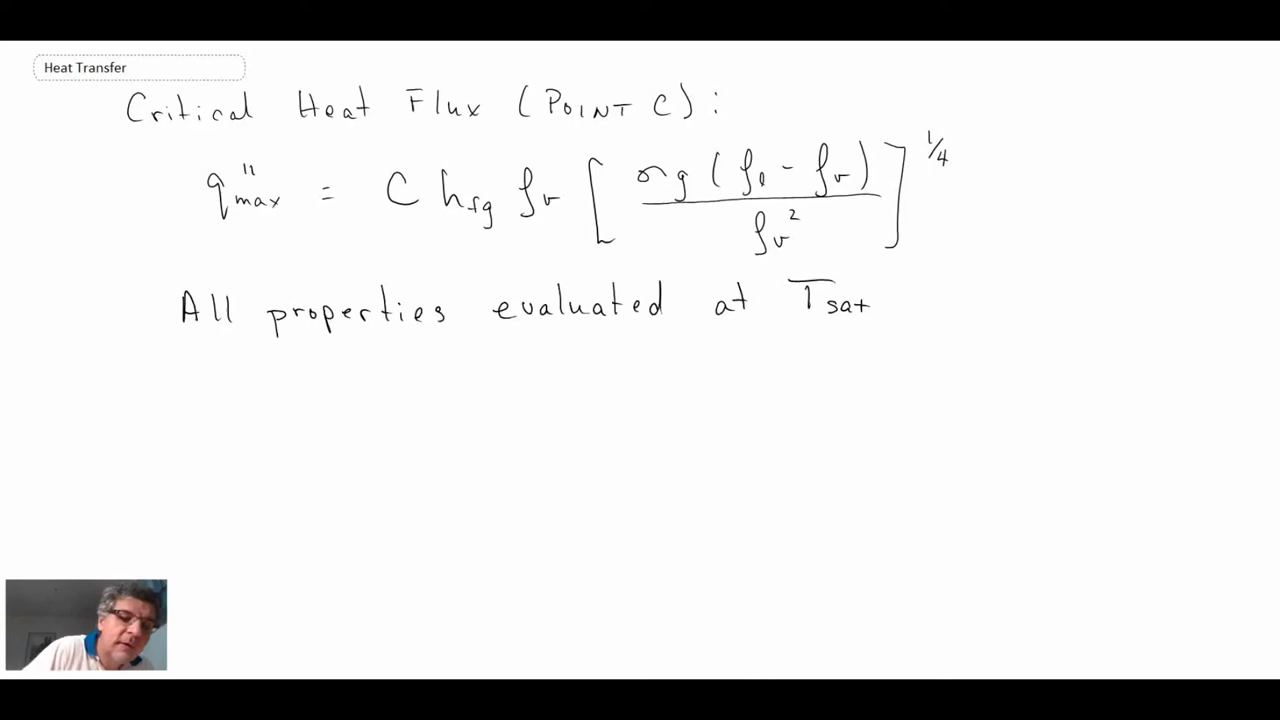 Heat Transfer
Critical Heat Flux (POINT C):
q''max = C hfg ρv [ σg (ρl - ρv) / ρv² ]^1/4
All properties evaluated at Tsat